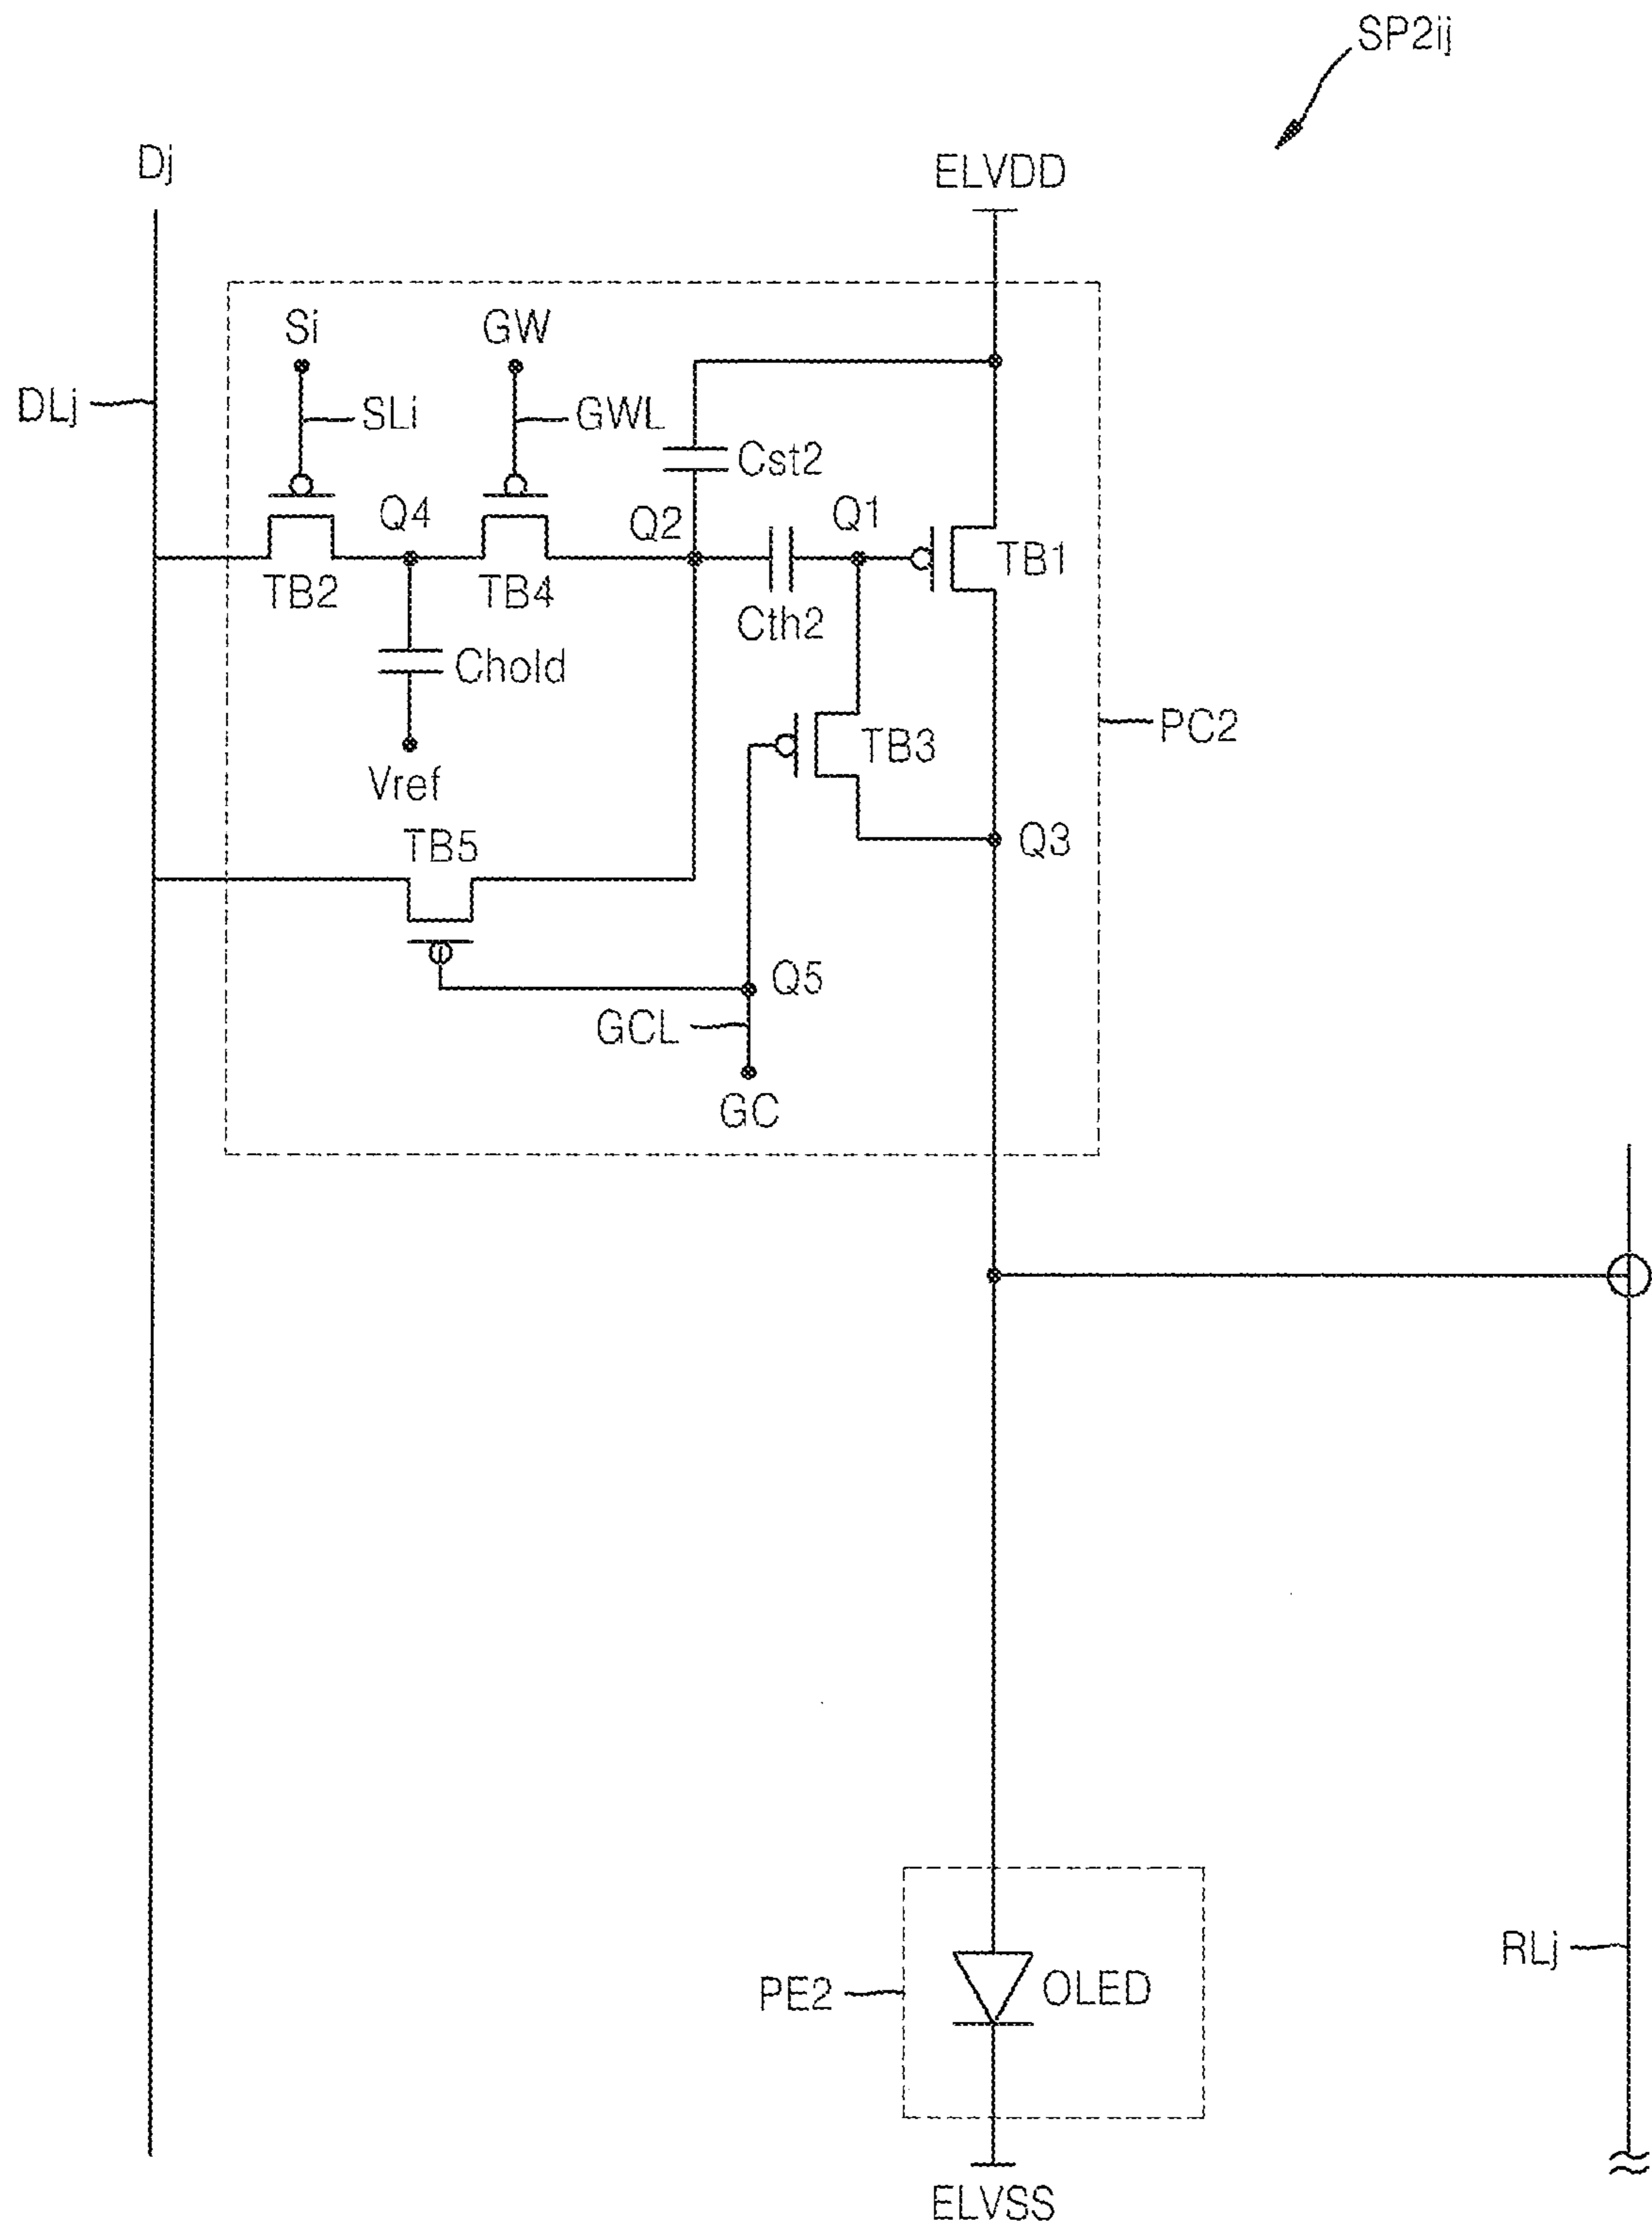 SP2ij
Dj
ELVDD
Si
GW
DLj
SLi
GWL
Cst2
Q4
Q2
Q1
TB2
TB4
Cth2
TB1
Chold
Vref
TB3
PC2
TB5
Q3
Q5
GCL
GC
RLj
PE2
OLED
ELVSS